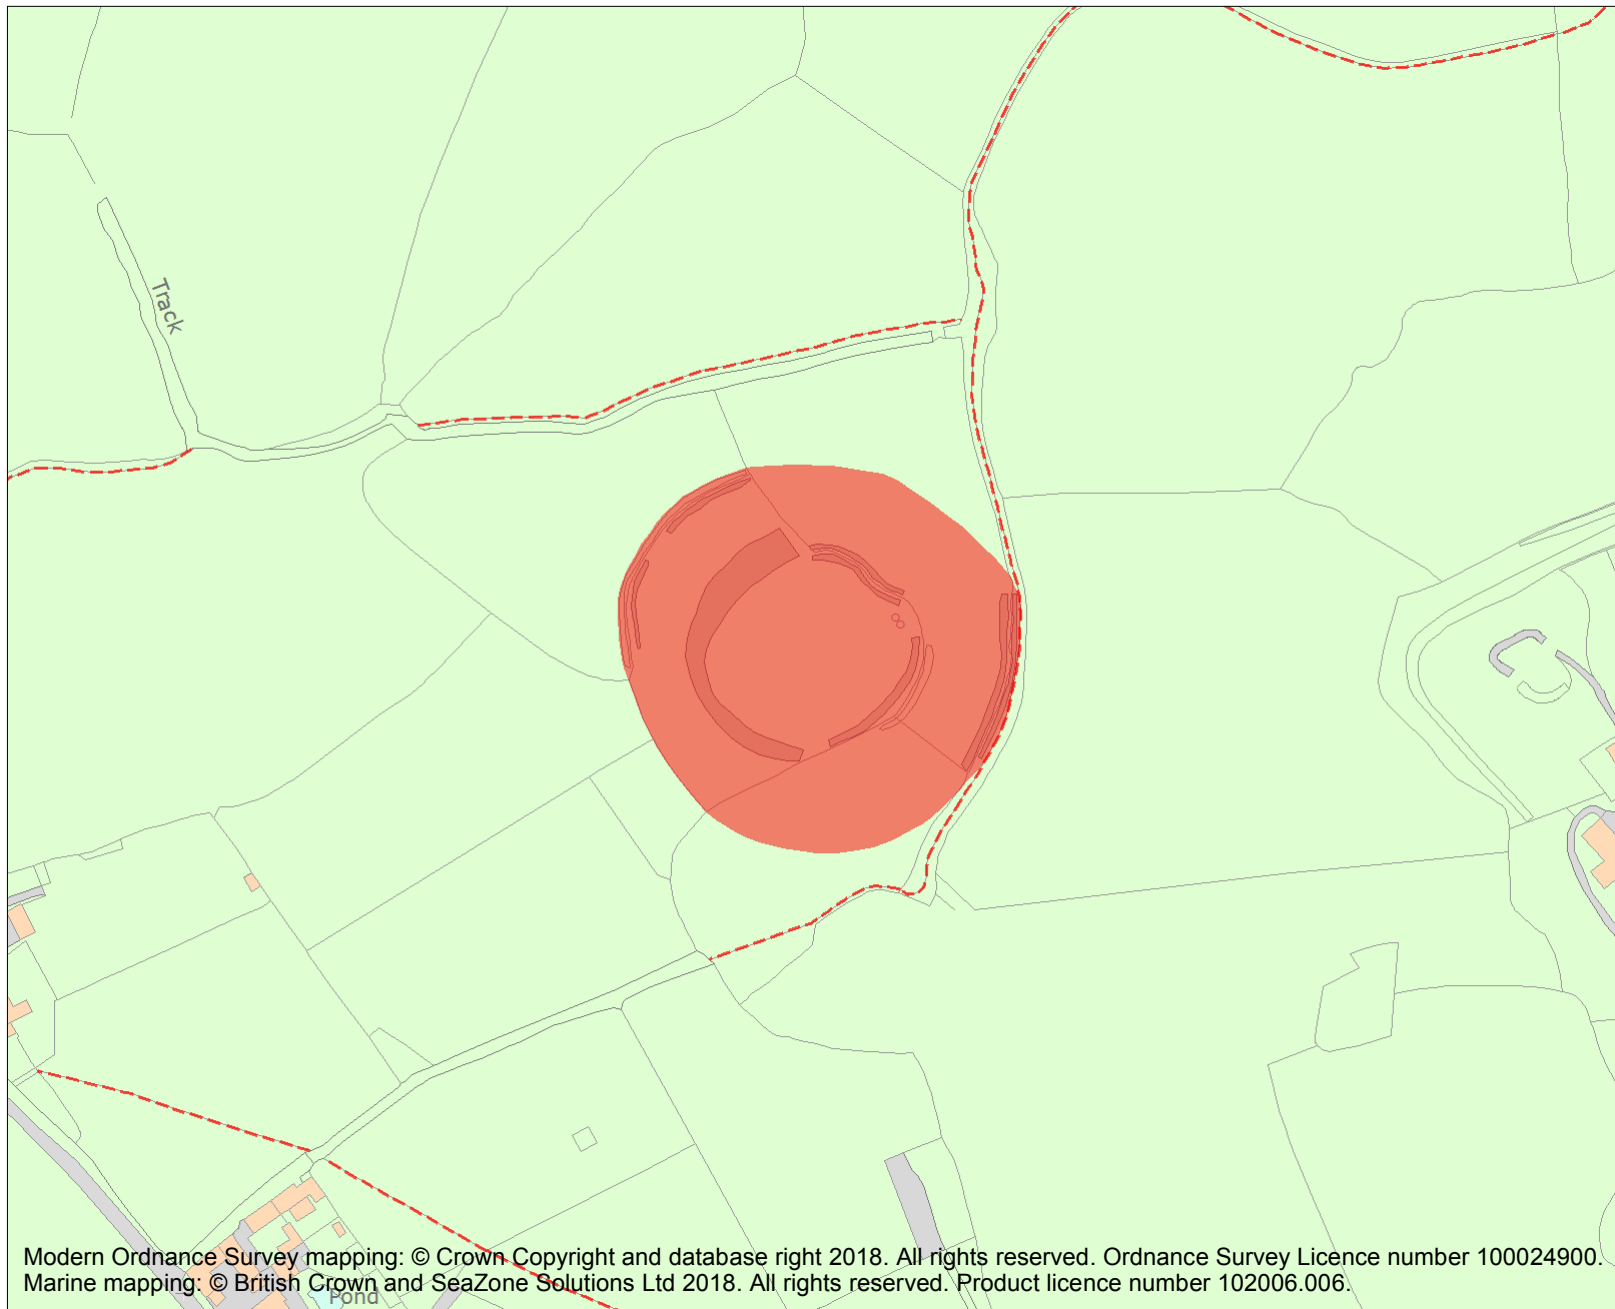 Track
Modern Ordnance Survey mapping: © Crown Copyright and database right 2018. All rights reserved. Ordnance Survey Licence number 100024900.
Marine mapping: © British Crown and SeaZone Solutions Ltd 2018. All rights reserved. Product licence number 102006.006.
Pond